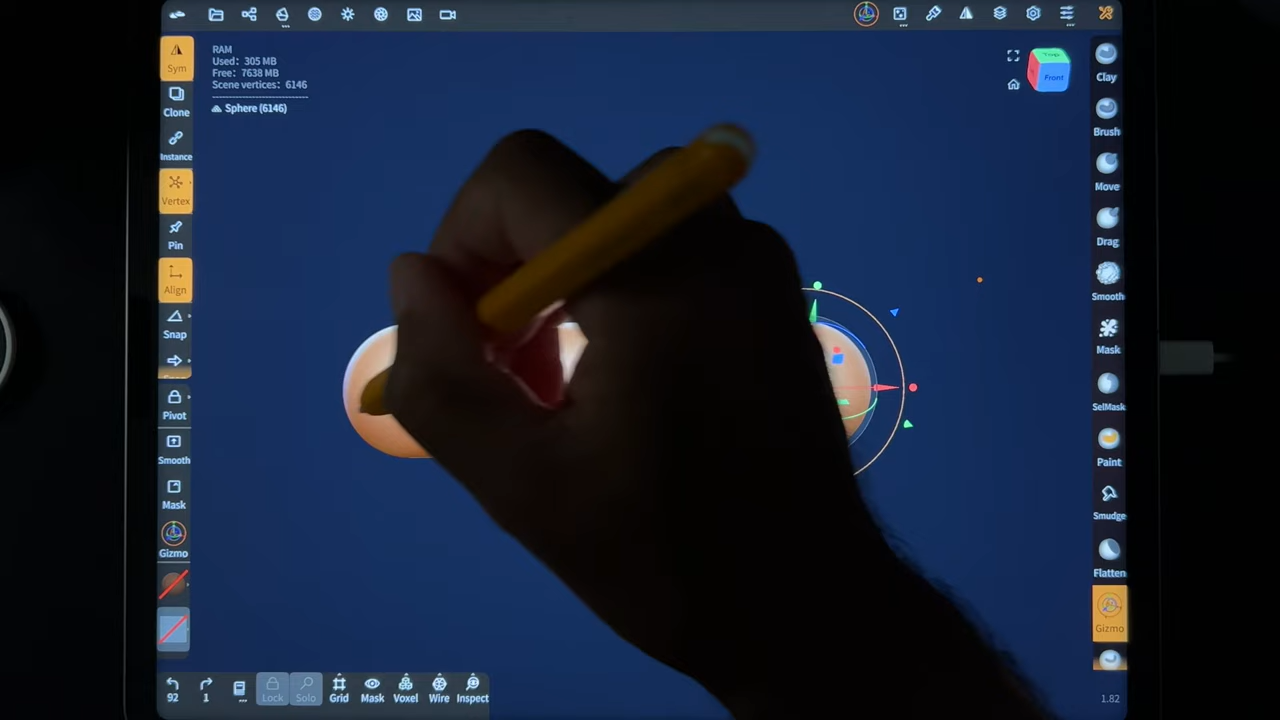 RAM
Used: 305 MB
Free: 7638 MB
Scene vertices: 6146
Sphere (6146)
Top
Front
Sym
Clone
Instance
Vertex
Pin
Align
Snap
Pivot
Smooth
Mask
Gizmo
Clay
Brush
Move
Drag
Smooth
Mask
SelMask
Paint
Smudge
Flatten
Gizmo
92
1
...
Lock
Solo
Grid
Mask
Voxel
Wire
Inspect
1.82